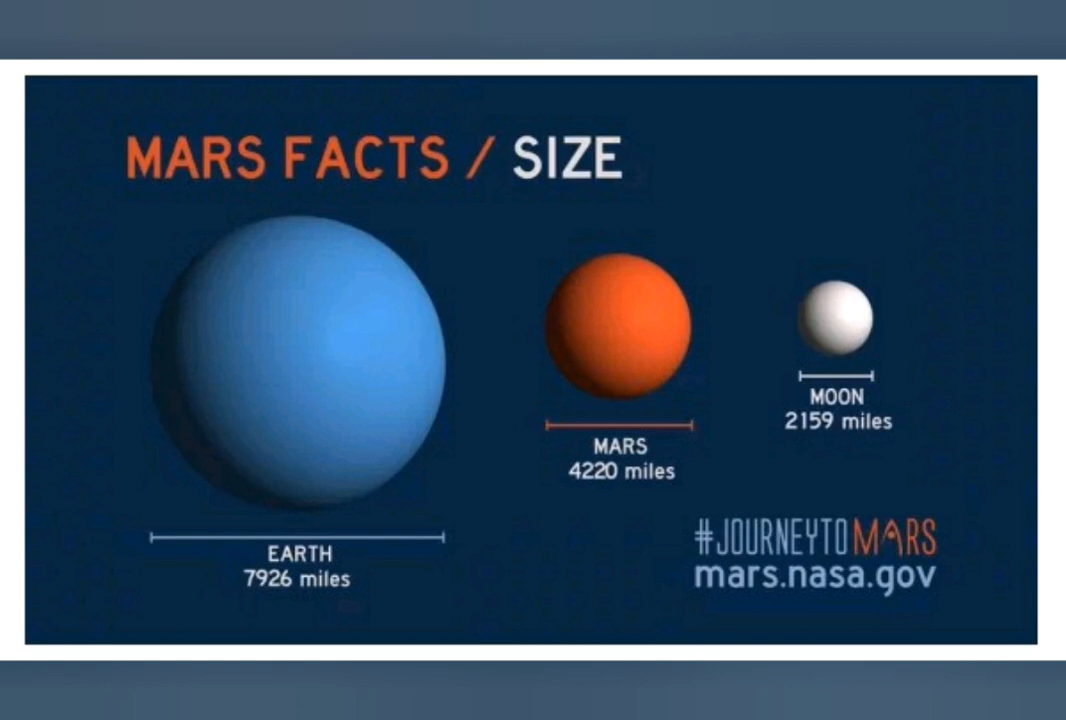 MARS FACTS / SIZE
EARTH
7926 miles
MARS
4220 miles
MOON
2159 miles
#JOURNEYTOMARS
mars.nasa.gov